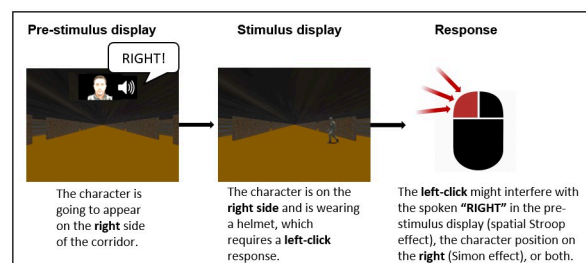 Pre-stimulus display
Stimulus display
Response
RIGHT!
The character is
going to appear
on the right side
of the corridor.
The character is on the
right side and is wearing
a helmet, which
requires a left-click
response.
The left-click might interfere with
the spoken “RIGHT” in the pre-
stimulus display (spatial Stroop
effect), the character position on
the right (Simon effect), or both.